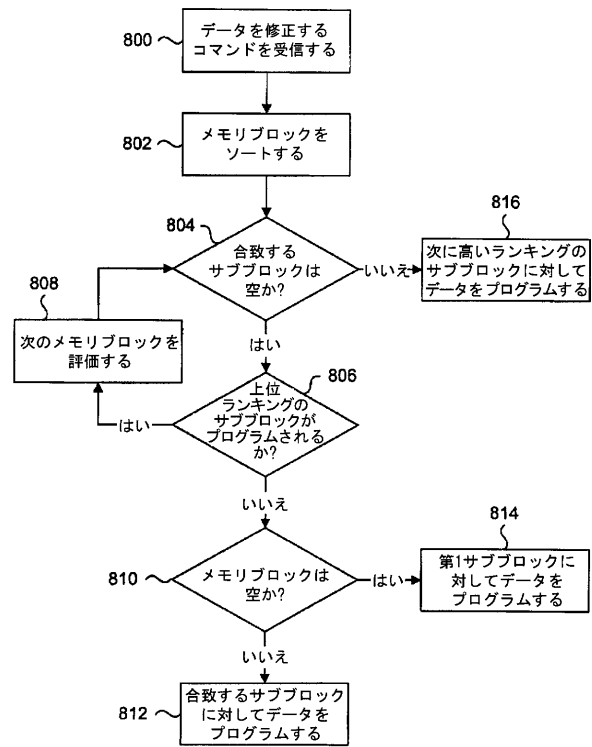 800
データを修正する
コマンドを受信する
802
メモリブロックを
ソートする
804
合致する
サブブロックは
空か?
いいえ
816
次に高いランキングの
サブブロックに対して
データをプログラムする
808
次のメモリブロックを
評価する
はい
806
上位
ランキングの
サブブロックが
プログラムされる
か?
はい
いいえ
810
メモリブロックは
空か?
はい
814
第1サブブロックに
対してデータを
プログラムする
いいえ
812
合致するサブブロック
に対してデータを
プログラムする